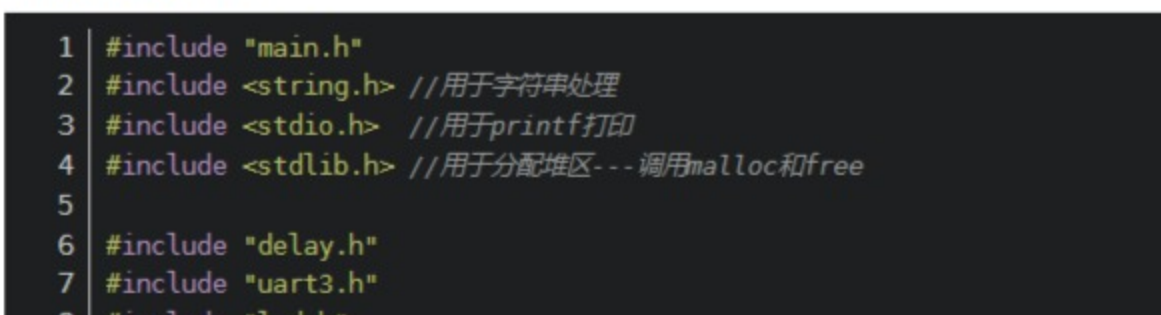 1 #include "main.h"
2 #include <string.h> //用于字符串处理
3 #include <stdio.h>  //用于printf打印
4 #include <stdlib.h> //用于分配堆区---调用malloc和free
5
6 #include "delay.h"
7 #include "uart3.h"